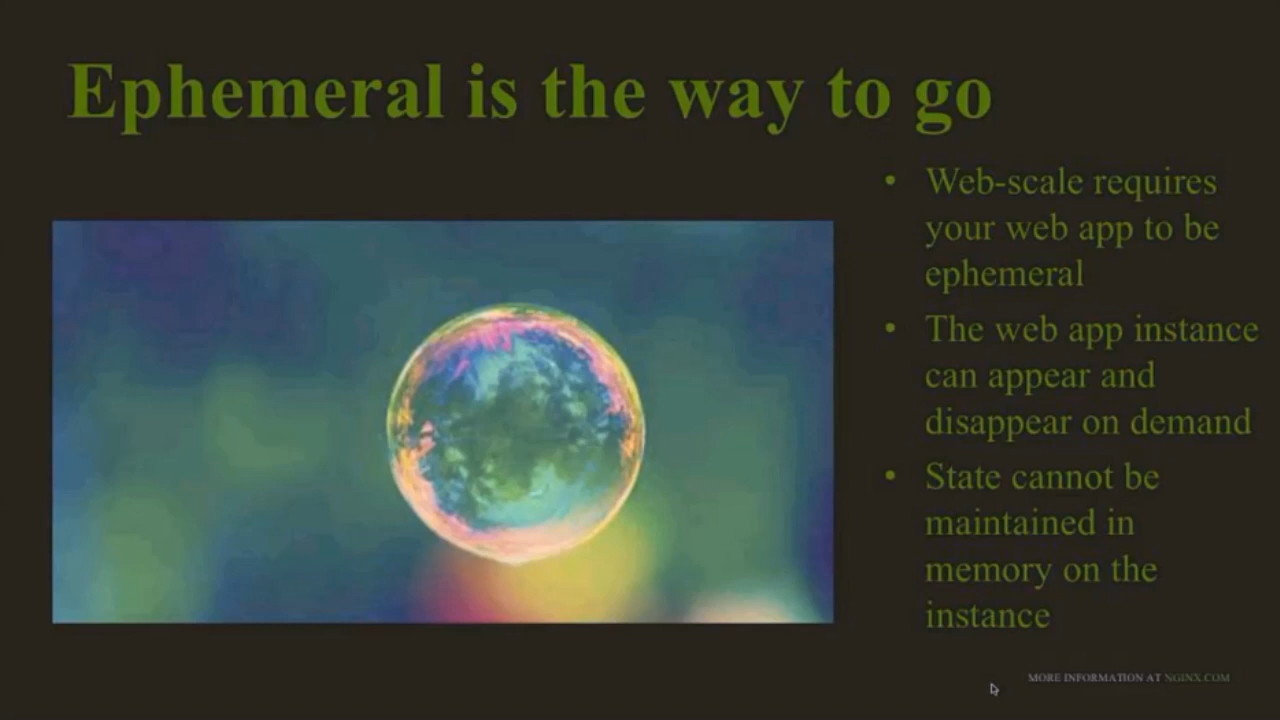 Ephemeral is the way to go
• Web-scale requires
your web app to be
ephemeral
• The web app instance
can appear and
disappear on demand
• State cannot be
maintained in
memory on the
instance
MORE INFORMATION AT NGINX.COM